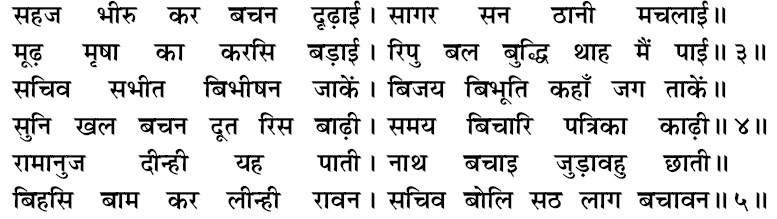 सहज भीरु कर बचन दृढ़ाई। सागर सन ठानी मचलाई॥
मूढ़ मृषा का करसि बड़ाई। रिपु बल बुद्धि थाह मैं पाई॥ ३॥
सचिव सभीत बिभीषन जाकें। बिजय बिभूति कहाँ जग ताकें॥
सुनि खल बचन दूत रिस बाढ़ी। समय बिचारि पत्रिका काढ़ी॥ ४॥
रामानुज दीन्ही यह पाती। नाथ बचाइ जुड़ावहु छाती॥
बिहसि बाम कर लीन्ही रावन। सचिव बोलि सठ लाग बचावन॥ ५॥